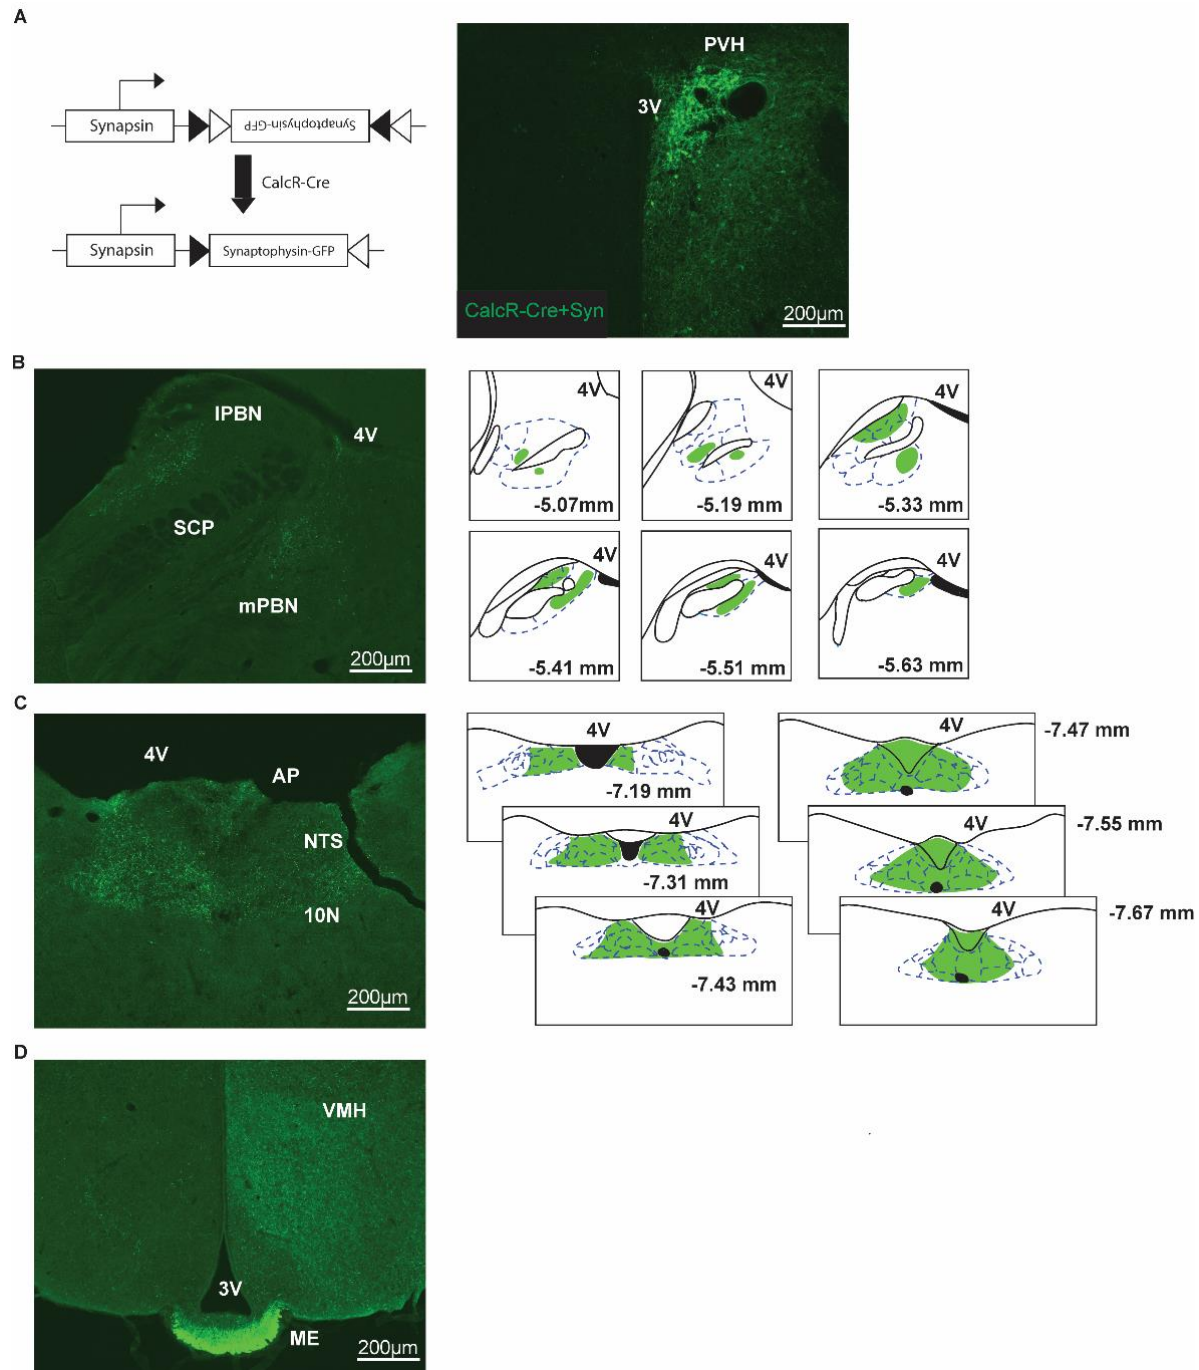 A
PVH
3V
Synapsin
Synaptophysin-GFP
CalcR-Cre
Synapsin
Synaptophysin-GFP
CalcR-Cre+Syn
200μm
B
lPBN
4V
SCP
mPBN
200μm
4V
-5.07mm
4V
-5.19 mm
4V
-5.33 mm
4V
-5.41 mm
4V
-5.51 mm
4V
-5.63 mm
C
4V
AP
NTS
10N
200μm
4V
-7.19 mm
4V
-7.31 mm
4V
-7.43 mm
4V
-7.47 mm
4V
-7.55 mm
4V
-7.67 mm
D
VMH
3V
ME
200μm